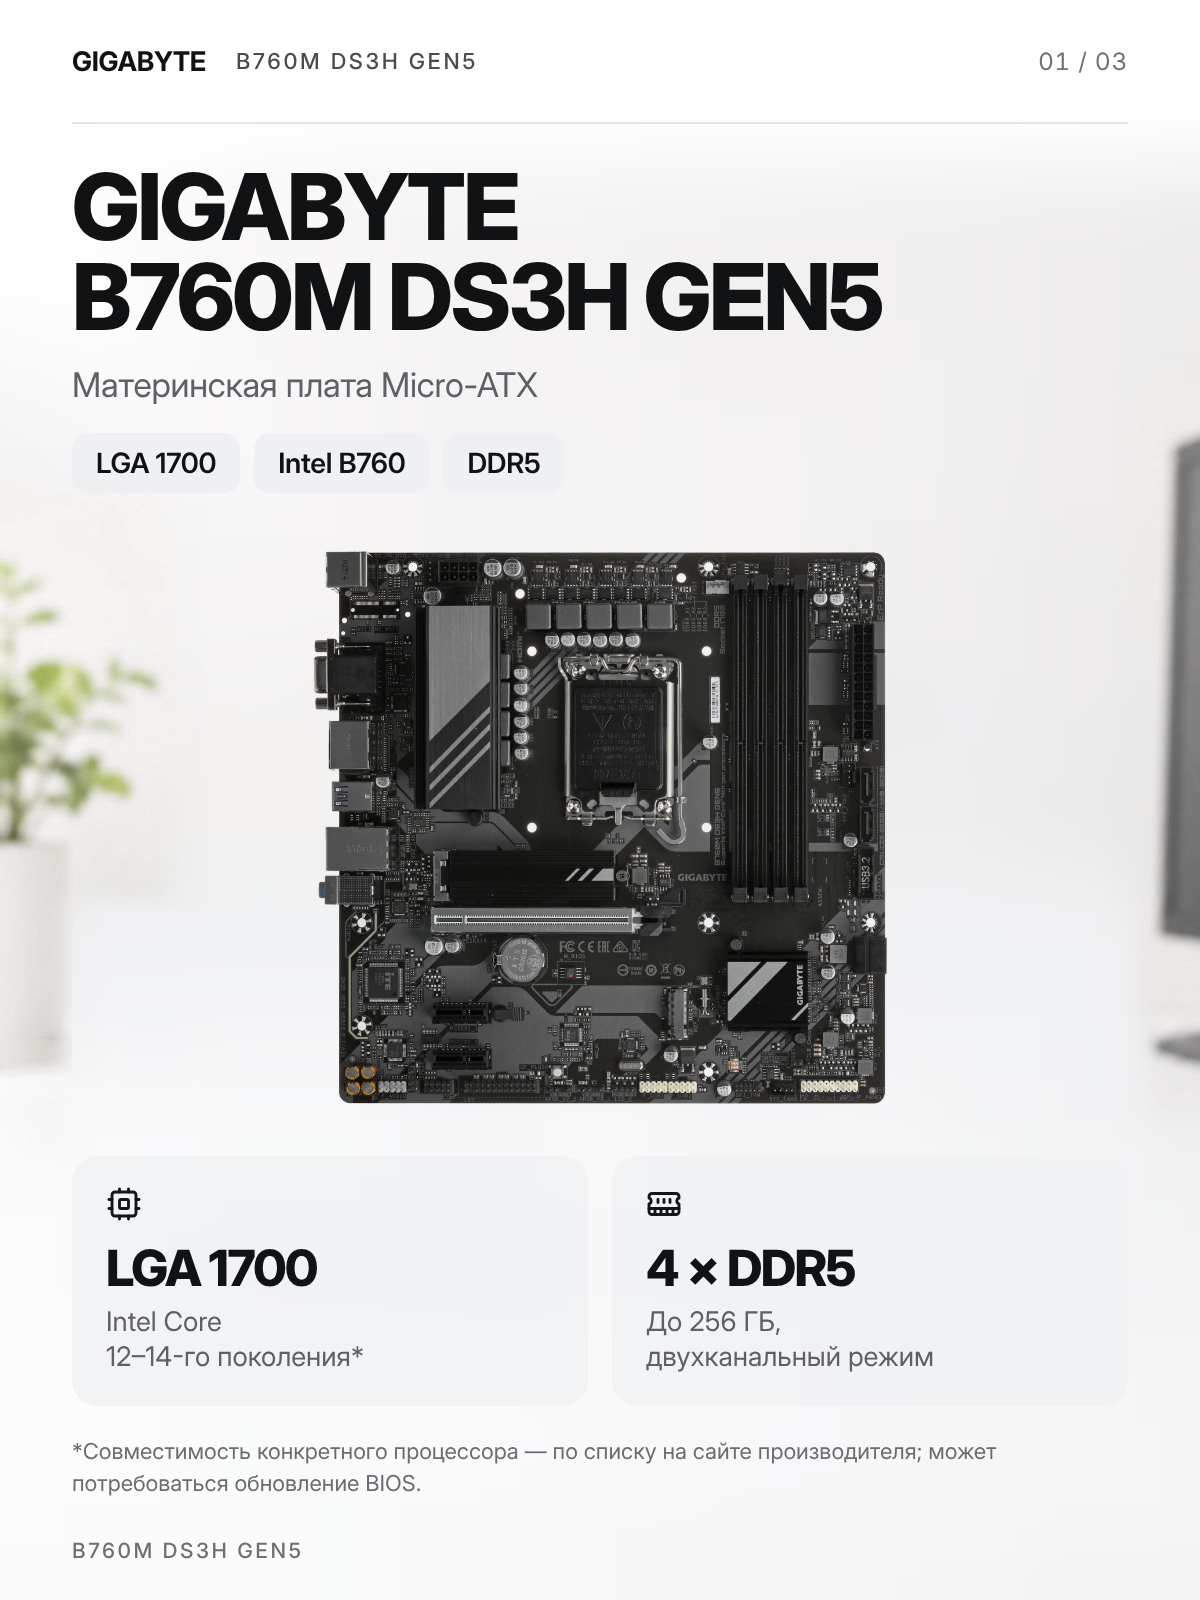 GIGABYTE B760M DS3H GEN5 01 / 03
GIGABYTE
B760M DS3H GEN5
Материнская плата Micro-ATX
LGA 1700 Intel B760 DDR5
GIGABYTE
USB3.2
GIGABYTE
LGA 1700
Intel Core
12–14-го поколения*
4 × DDR5
До 256 ГБ,
двухканальный режим
*Совместимость конкретного процессора — по списку на сайте производителя; может
потребоваться обновление BIOS.
B760M DS3H GEN5